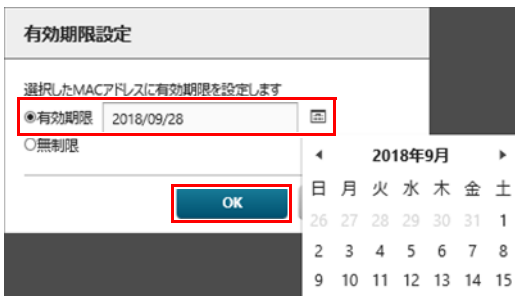 有効期限設定
選択したMACアドレスに有効期限を設定します
◉有効期限 2018/09/28
○無制限
OK
◂ 2018年9月 ▸
日 月 火 水 木 金 土
26 27 28 29 30 31 1
2 3 4 5 6 7 8
9 10 11 12 13 14 15